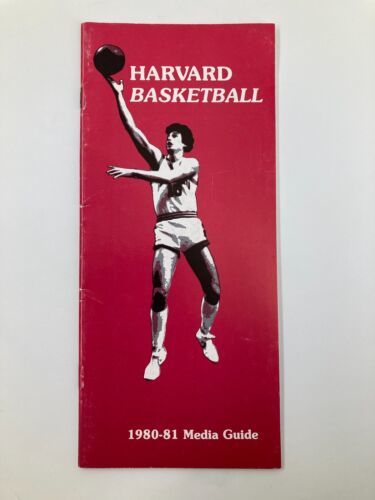 HARVARD
BASKETBALL
1980-81 Media Guide